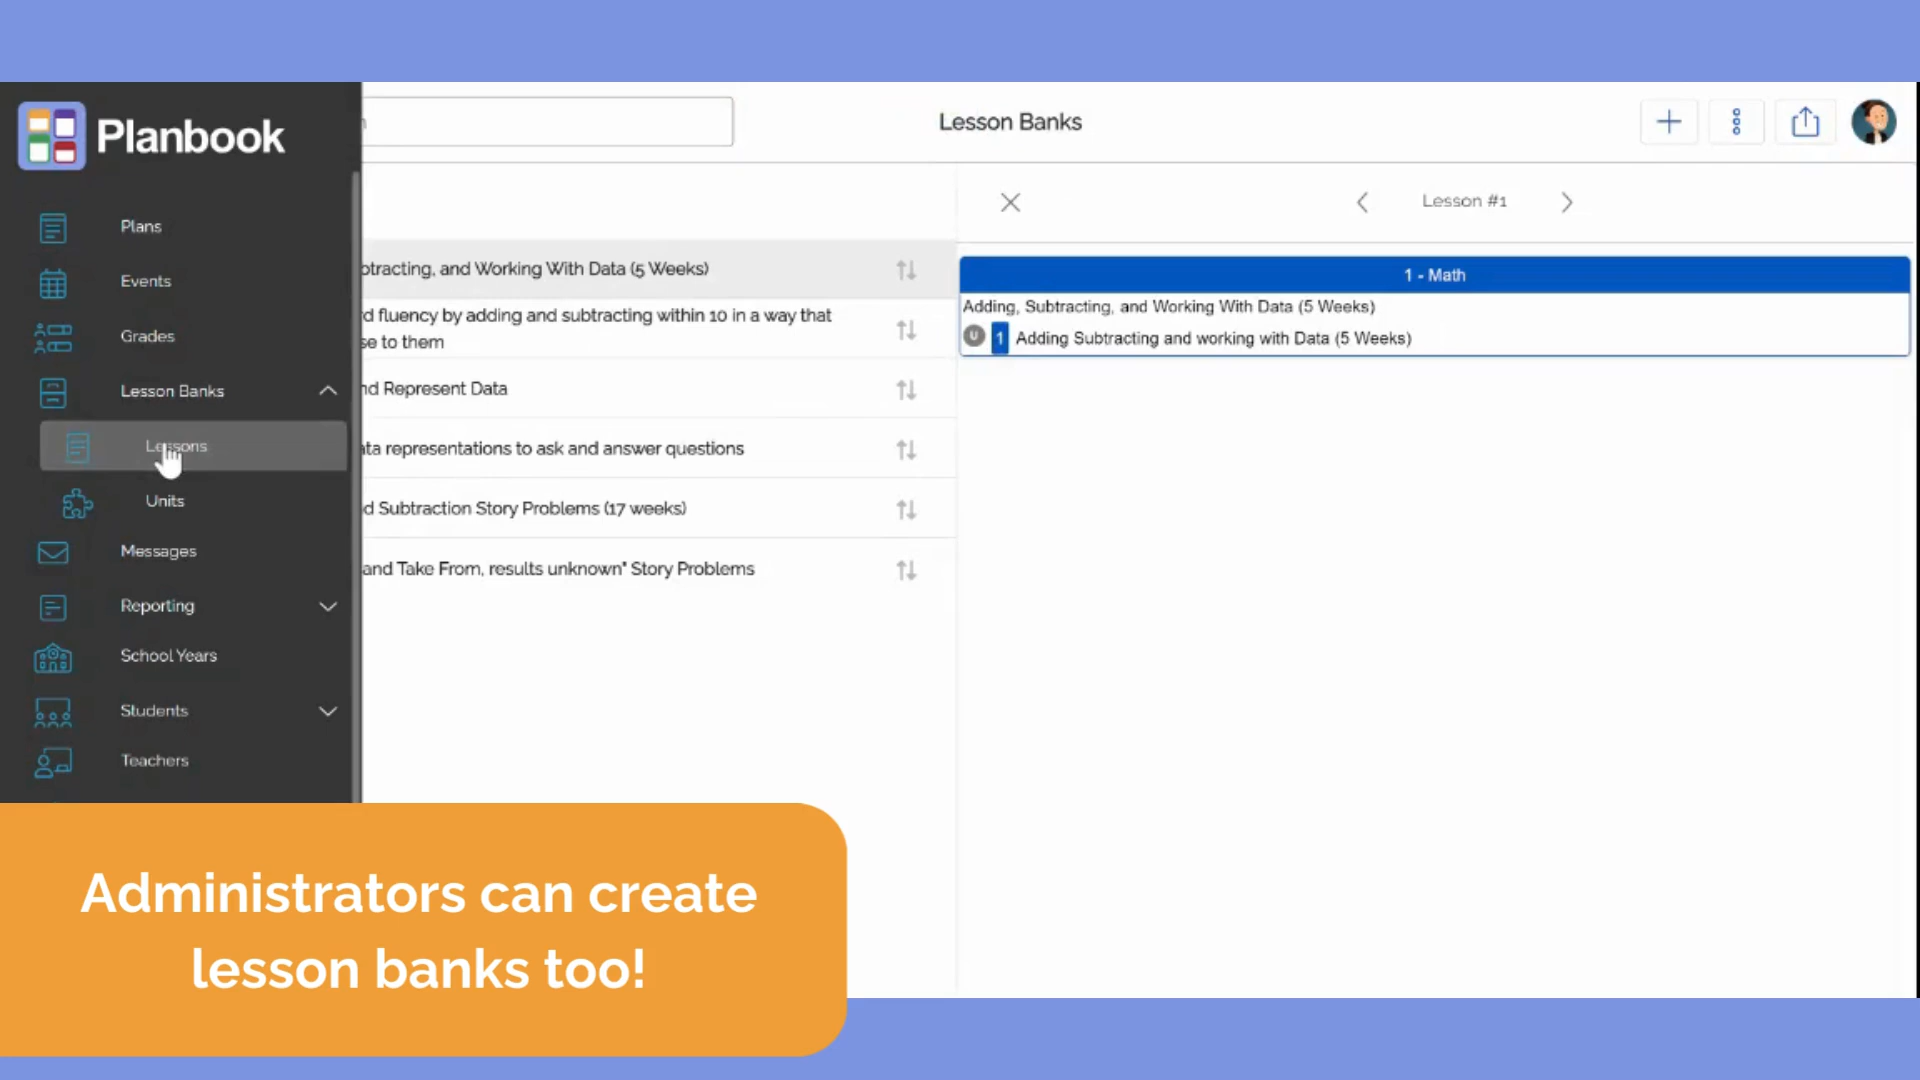 Planbook
Plans
Events
Grades
Lesson Banks
Lessons
Units
Messages
Reporting
School Years
Students
Teachers
Lesson Banks
otracting, and Working With Data (5 Weeks)
d fluency by adding and subtracting within 10 in a way that
se to them
nd Represent Data
ata representations to ask and answer questions
d Subtraction Story Problems (17 weeks)
and Take From, results unknown" Story Problems
Lesson #1
1 - Math
Adding, Subtracting, and Working With Data (5 Weeks)
U 1 Adding Subtracting and working with Data (5 Weeks)
Administrators can create
lesson banks too!